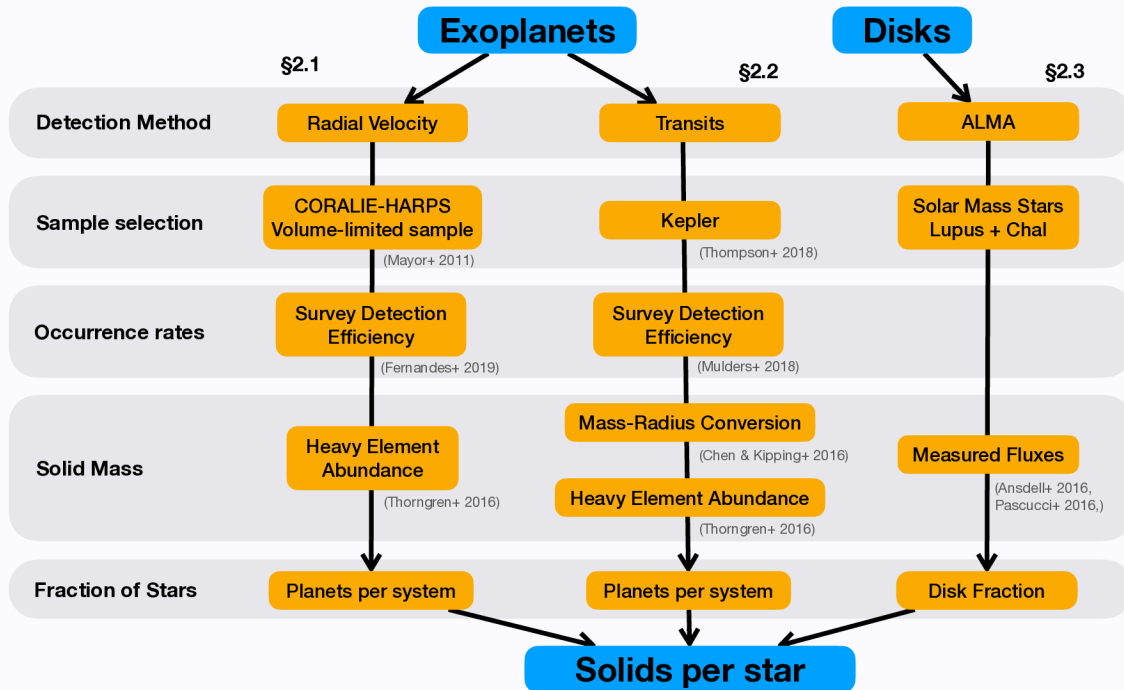 Exoplanets
Disks
§2.1
§2.2
§2.3
Detection Method
Radial Velocity
Transits
ALMA
Sample selection
CORALIE-HARPS
Volume-limited sample
(Mayor+ 2011)
Kepler
(Thompson+ 2018)
Solar Mass Stars
Lupus + ChaI
Occurrence rates
Survey Detection
Efficiency
(Fernandes+ 2019)
Survey Detection
Efficiency
(Mulders+ 2018)
Solid Mass
Heavy Element
Abundance
(Thorngren+ 2016)
Mass-Radius Conversion
(Chen & Kipping+ 2016)
Heavy Element Abundance
(Thorngren+ 2016)
Measured Fluxes
(Ansdell+ 2016,
Pascucci+ 2016,)
Fraction of Stars
Planets per system
Planets per system
Disk Fraction
Solids per star